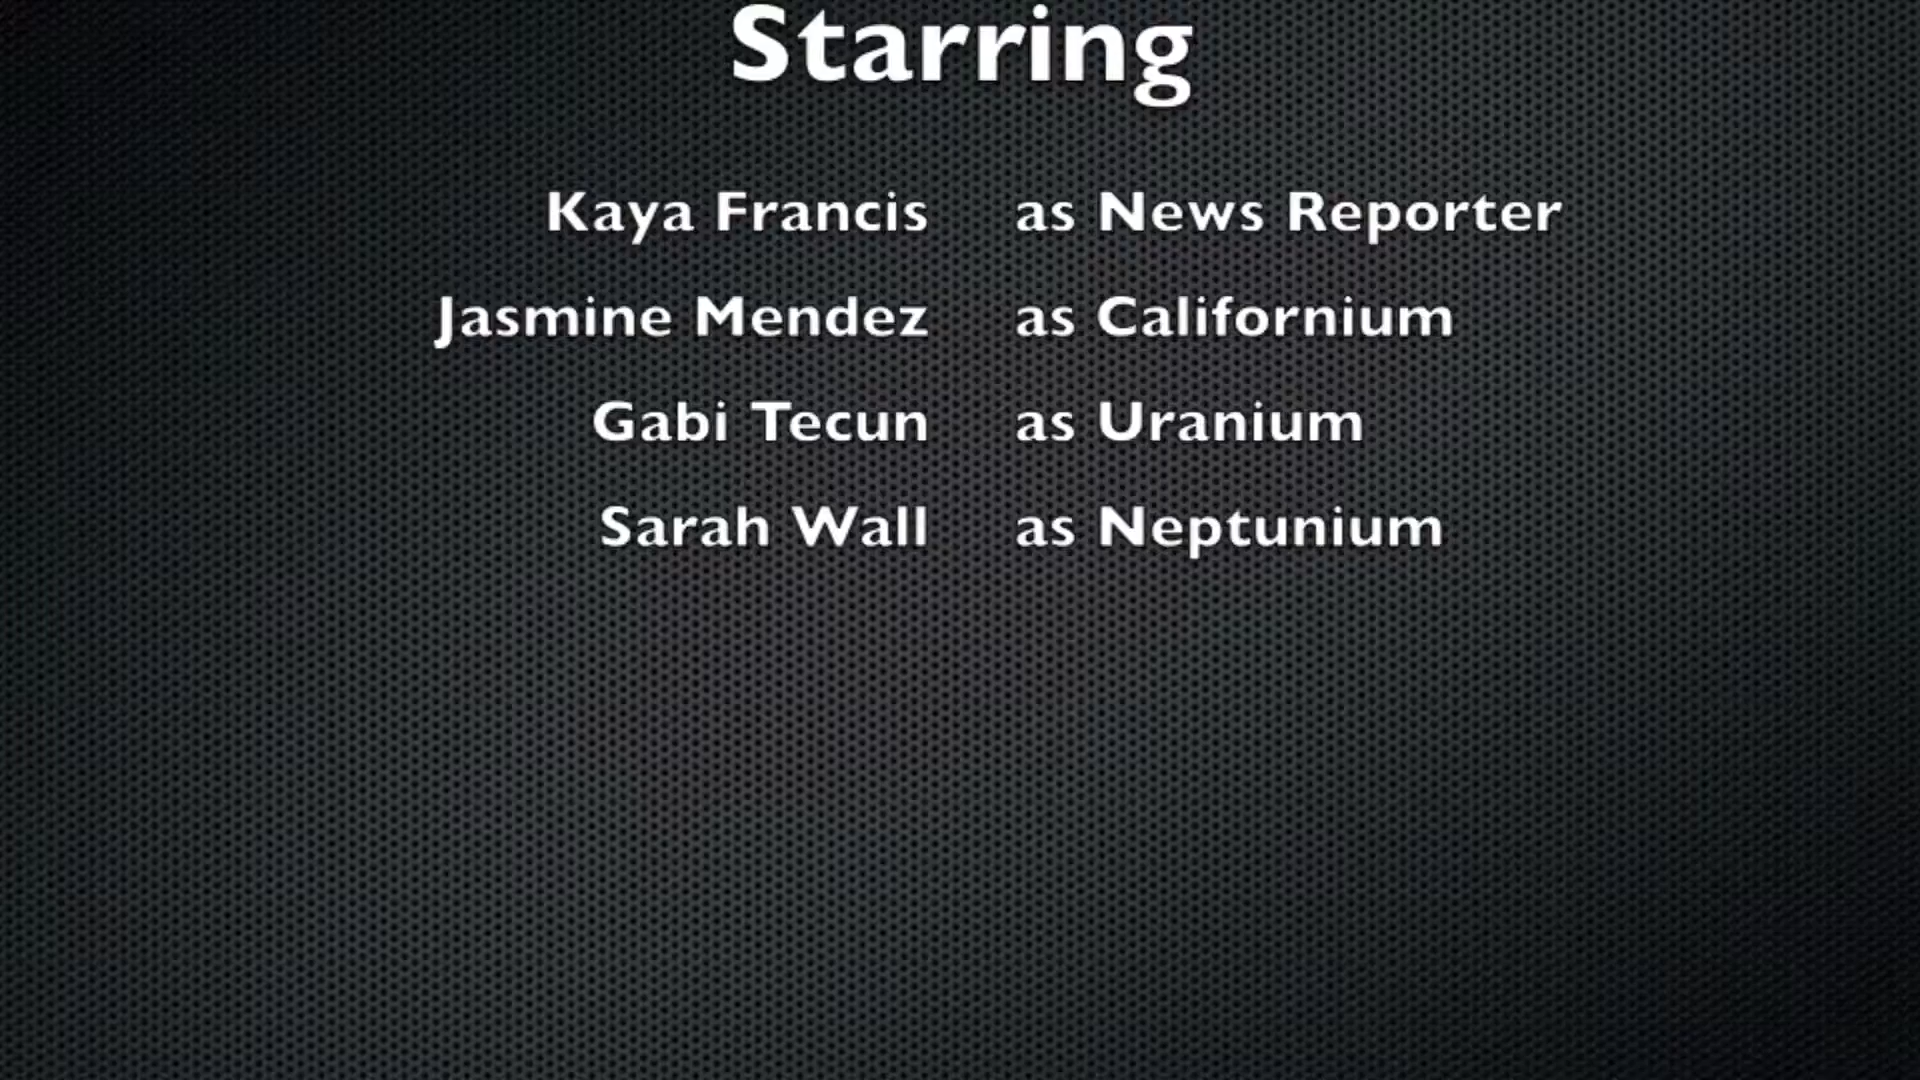 Starring
Kaya Francis as News Reporter
Jasmine Mendez as Californium
Gabi Tecun as Uranium
Sarah Wall as Neptunium